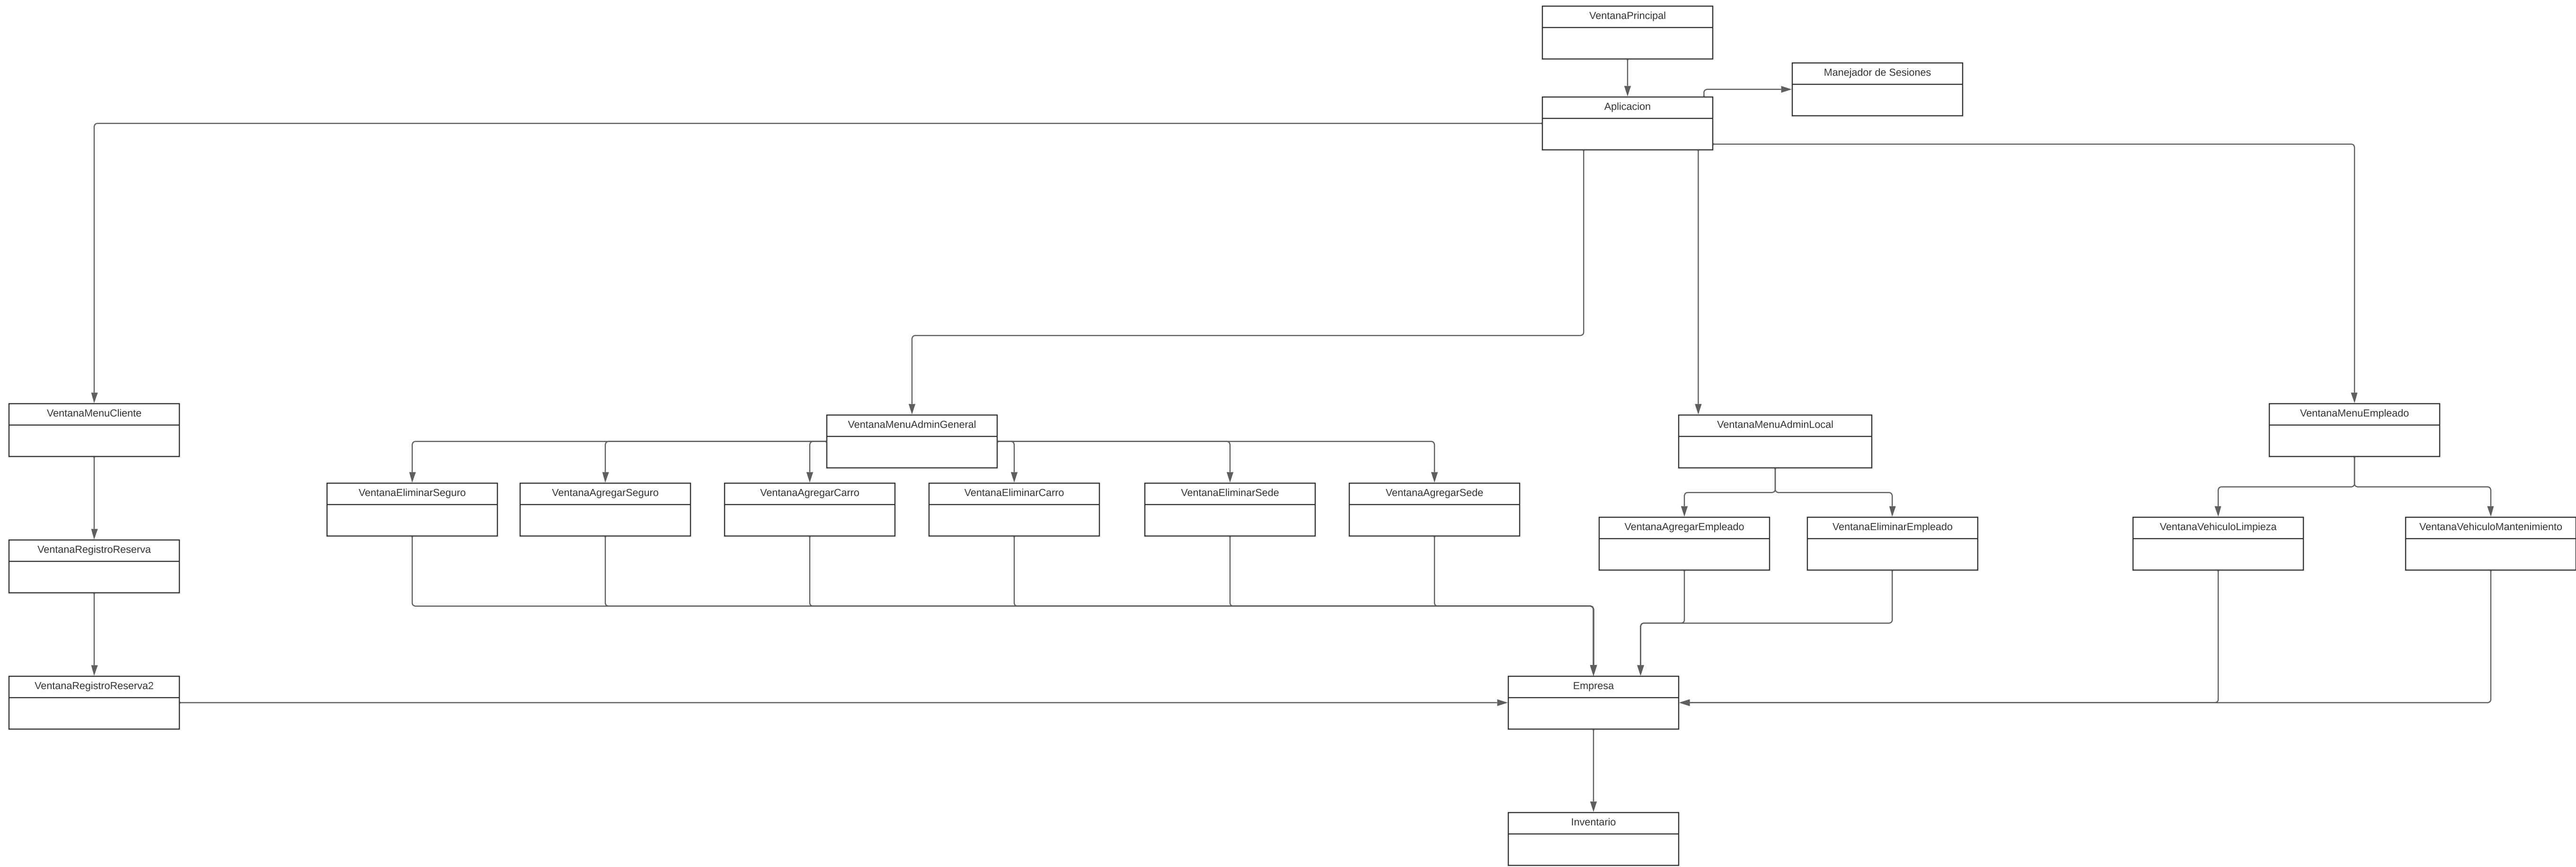 VentanaPrincipal
Manejador de Sesiones
Aplicacion
VentanaMenuCliente
VentanaMenuAdminGeneral
VentanaMenuAdminLocal
VentanaMenuEmpleado
VentanaEliminarSeguro
VentanaAgregarSeguro
VentanaAgregarCarro
VentanaEliminarCarro
VentanaEliminarSede
VentanaAgregarSede
VentanaAgregarEmpleado
VentanaEliminarEmpleado
VentanaVehiculoLimpieza
VentanaVehiculoMantenimiento
VentanaRegistroReserva
VentanaRegistroReserva2
Empresa
Inventario